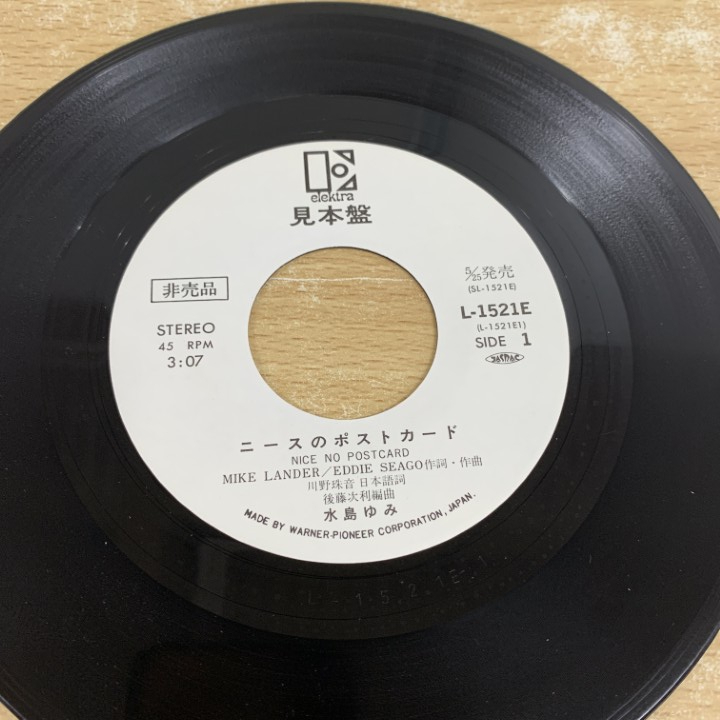 elektra
見本盤
非売品
STEREO
45 RPM
3:07
5/25発売
(SL-1521E)
L-1521E
(L-1521E1)
SIDE 1
ニースのポストカード
NICE NO POSTCARD
MIKE LANDER/EDDIE SEAGO作詞・作曲
川野珠音 日本語詞
後藤次利編曲
水島ゆみ
MADE BY WARNER-PIONEER CORPORATION, JAPAN.
L-1521E1